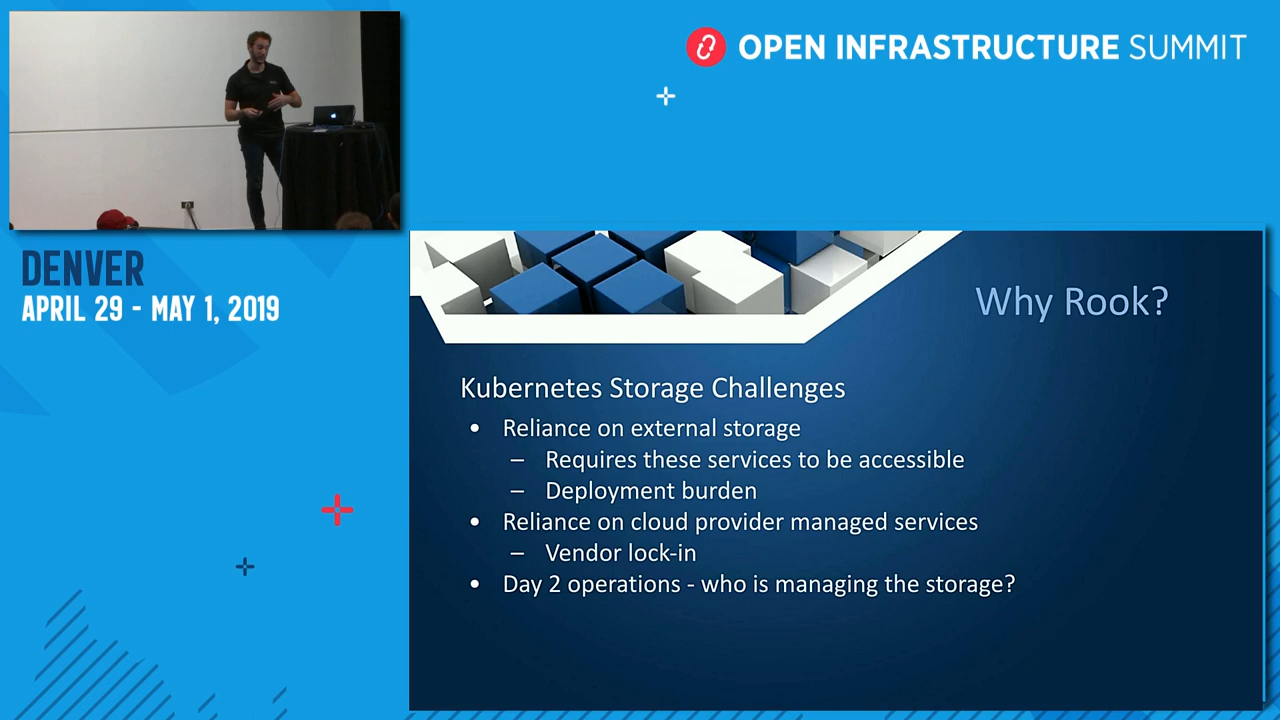 OPEN INFRASTRUCTURE SUMMIT
DENVER
APRIL 29 - MAY 1, 2019
Why Rook?
Kubernetes Storage Challenges
• Reliance on external storage
– Requires these services to be accessible
– Deployment burden
• Reliance on cloud provider managed services
– Vendor lock-in
• Day 2 operations - who is managing the storage?